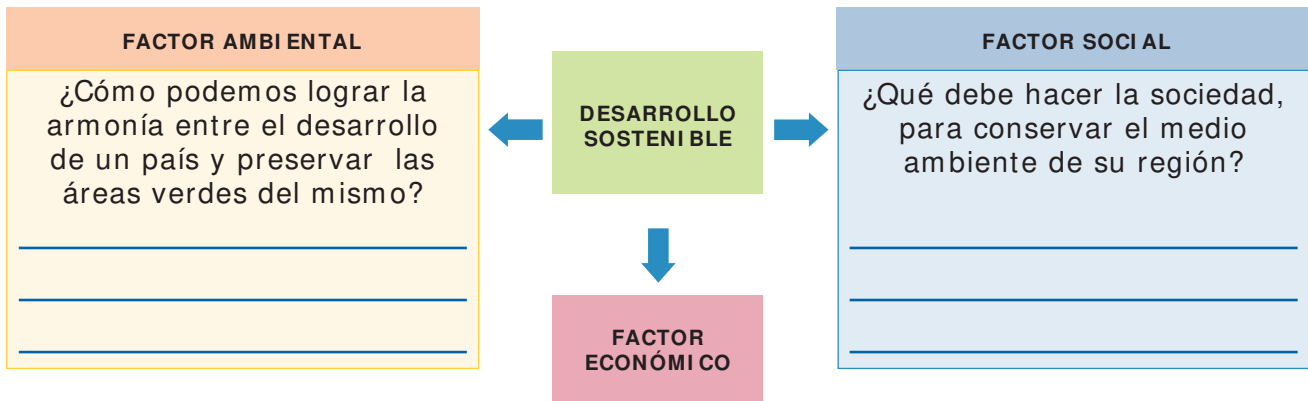 FACTOR AMBIENTAL
¿Cómo podemos lograr la
armonía entre el desarrollo
de un país y preservar las
áreas verdes del mismo?
DESARROLLO
SOSTENIBLE
FACTOR
ECONÓMICO
FACTOR SOCIAL
¿Qué debe hacer la sociedad,
para conservar el medio
ambiente de su región?